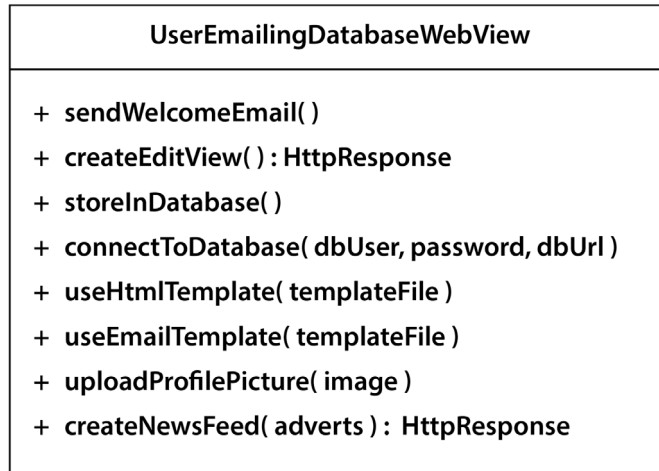 UserEmailingDatabaseWebView
+ sendWelcomeEmail( )
+ createEditView( ) : HttpResponse
+ storeInDatabase( )
+ connectToDatabase( dbUser, password, dbUrl )
+ useHtmlTemplate( templateFile )
+ useEmailTemplate( templateFile )
+ uploadProfilePicture( image )
+ createNewsFeed( adverts ) : HttpResponse